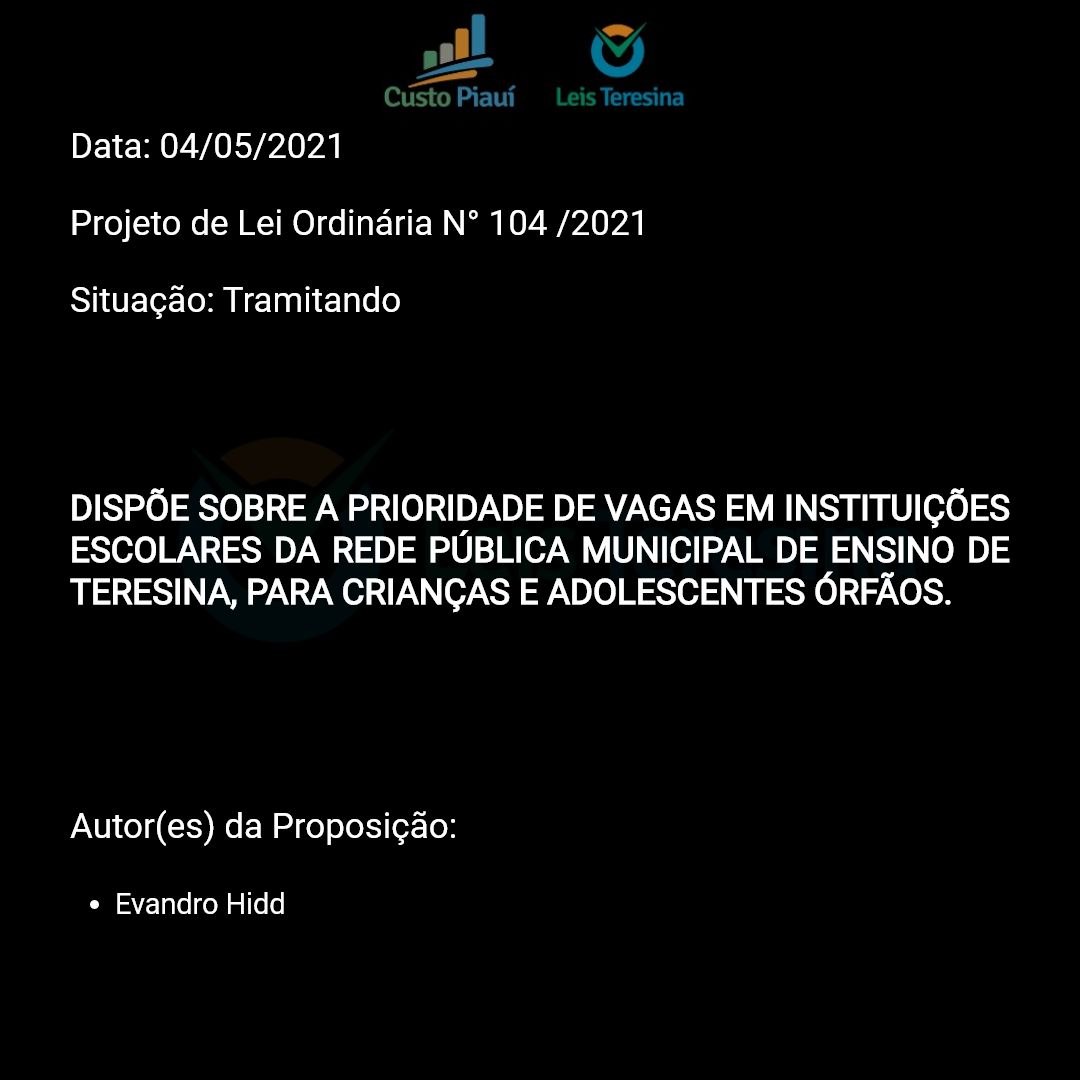 Custo Piauí
Leis Teresina
Data: 04/05/2021
Projeto de Lei Ordinária N° 104 /2021
Situação: Tramitando
DISPÕE SOBRE A PRIORIDADE DE VAGAS EM INSTITUIÇÕES
ESCOLARES DA REDE PÚBLICA MUNICIPAL DE ENSINO DE
TERESINA, PARA CRIANÇAS E ADOLESCENTES ÓRFÃOS.
Autor(es) da Proposição:
• Evandro Hidd